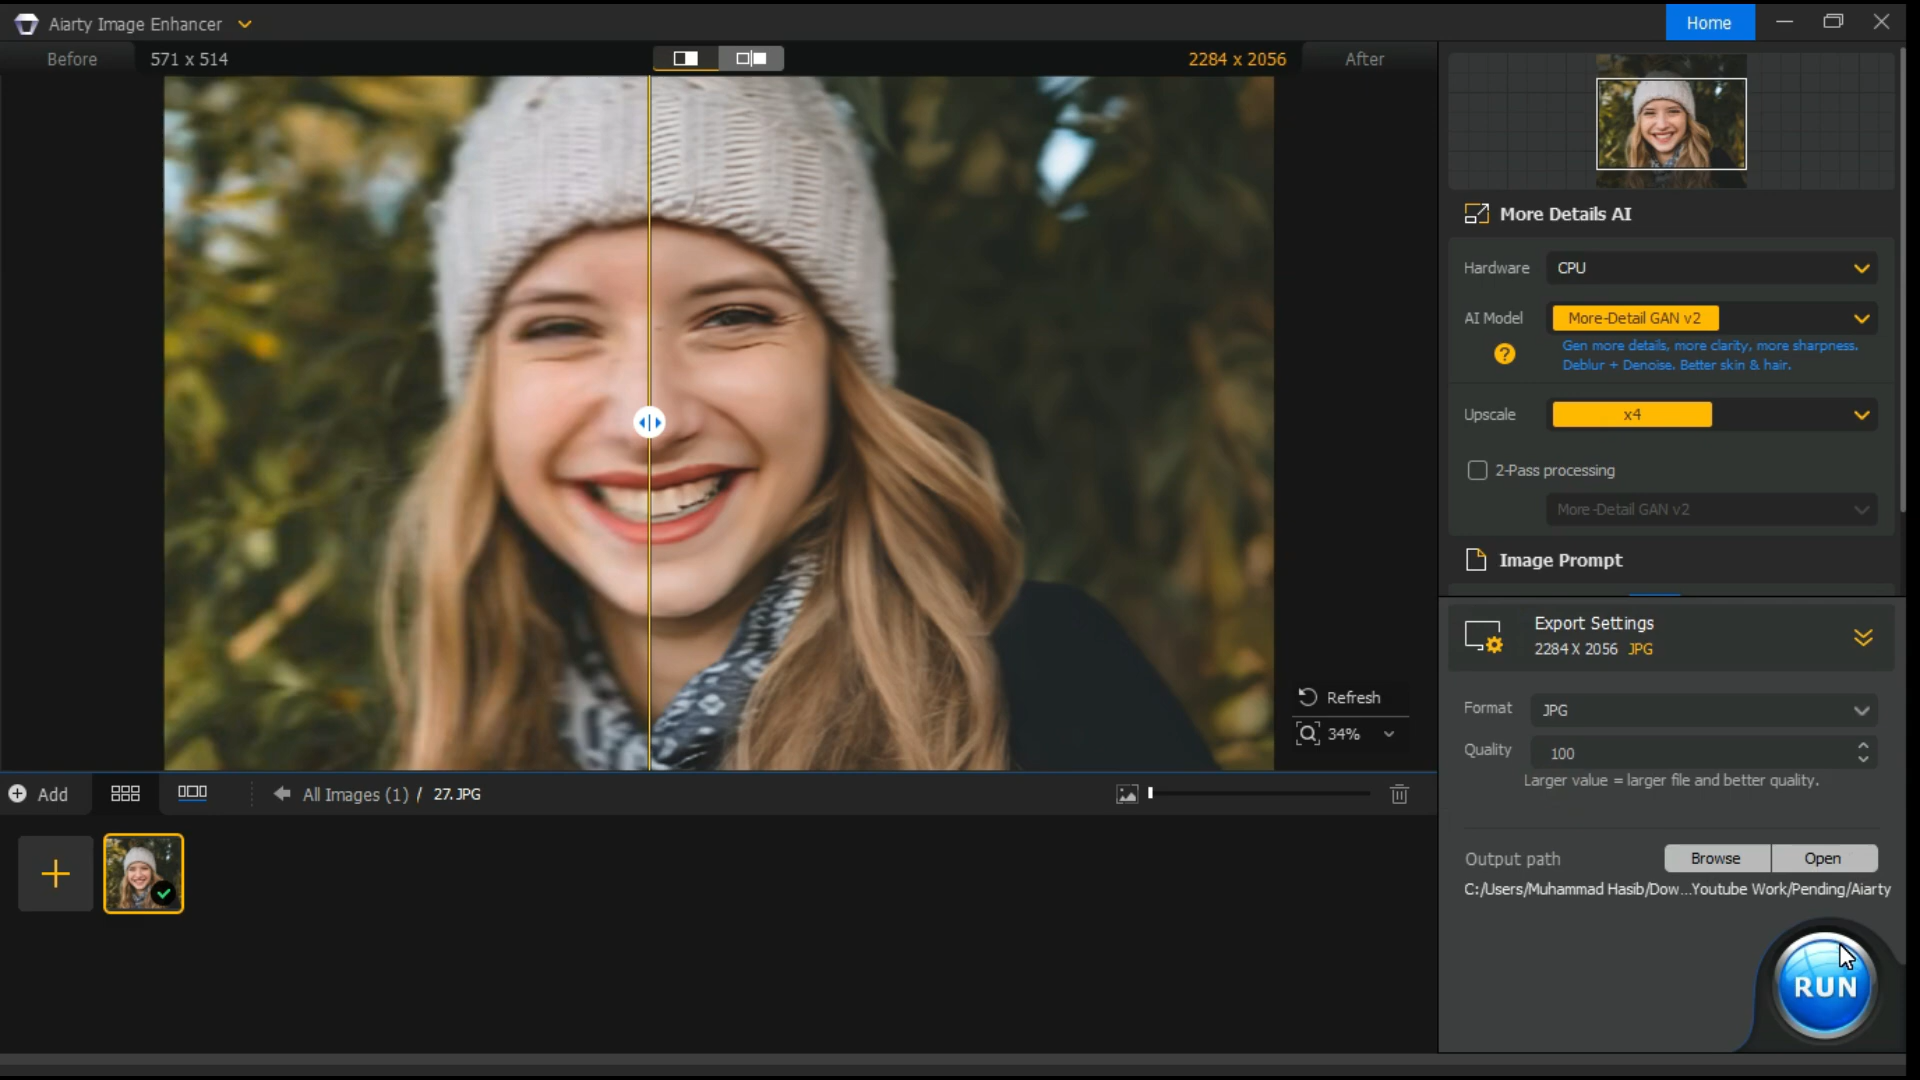 Aiarty Image Enhancer
Home
Before
571 x 514
2284 x 2056
After
More Details AI
Hardware
CPU
AI Model
More-Detail GAN v2
?
Gen more details, more clarity, more sharpness.
Deblur + Denoise. Better skin & hair.
Upscale
x4
2-Pass processing
More-Detail GAN v2
Image Prompt
Export Settings
2284 X 2056 JPG
Refresh
34%
Format
JPG
Quality
100
Larger value = larger file and better quality.
Add
All Images (1) / 27.JPG
Output path
Browse
Open
C:/Users/Muhammad Hasib/Dow...Youtube Work/Pending/Aiarty
RUN